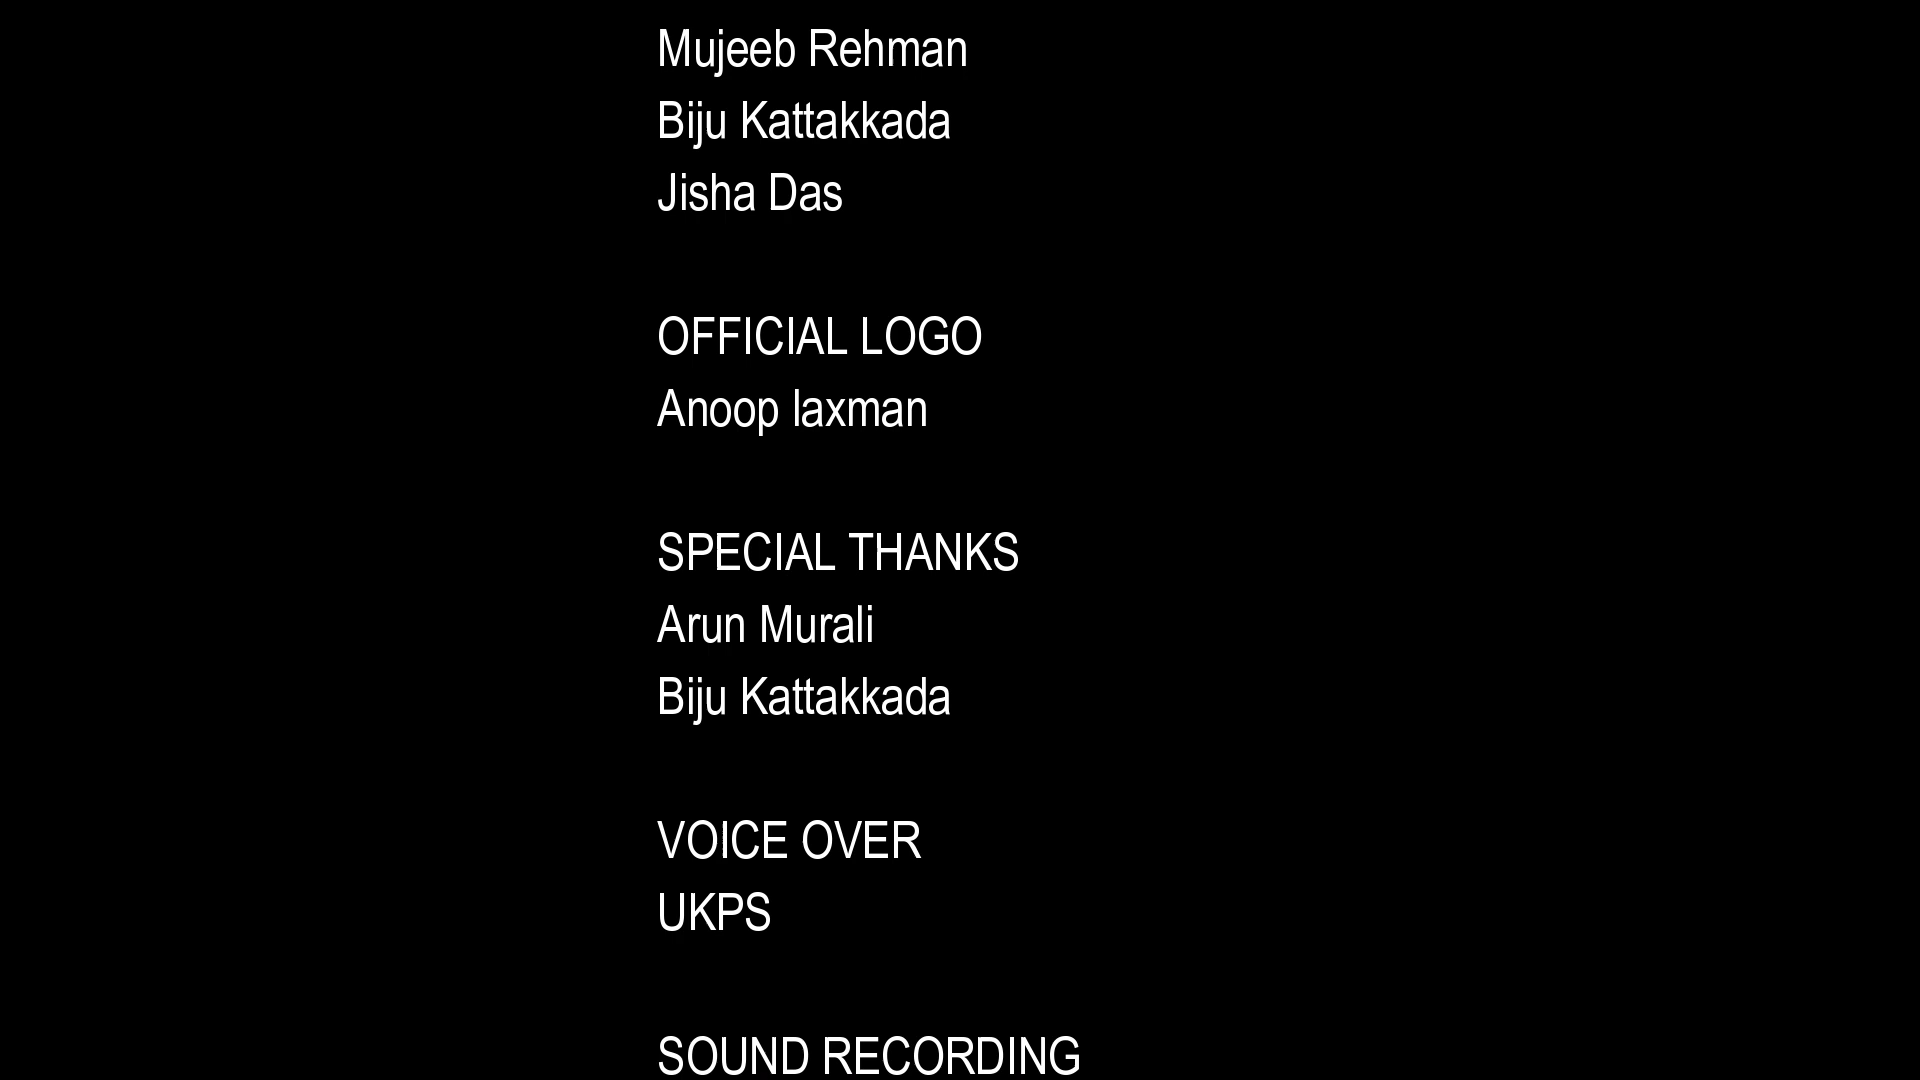 Mujeeb Rehman
Biju Kattakkada
Jisha Das
OFFICIAL LOGO
Anoop laxman
SPECIAL THANKS
Arun Murali
Biju Kattakkada
VOICE OVER
UKPS
SOUND RECORDING